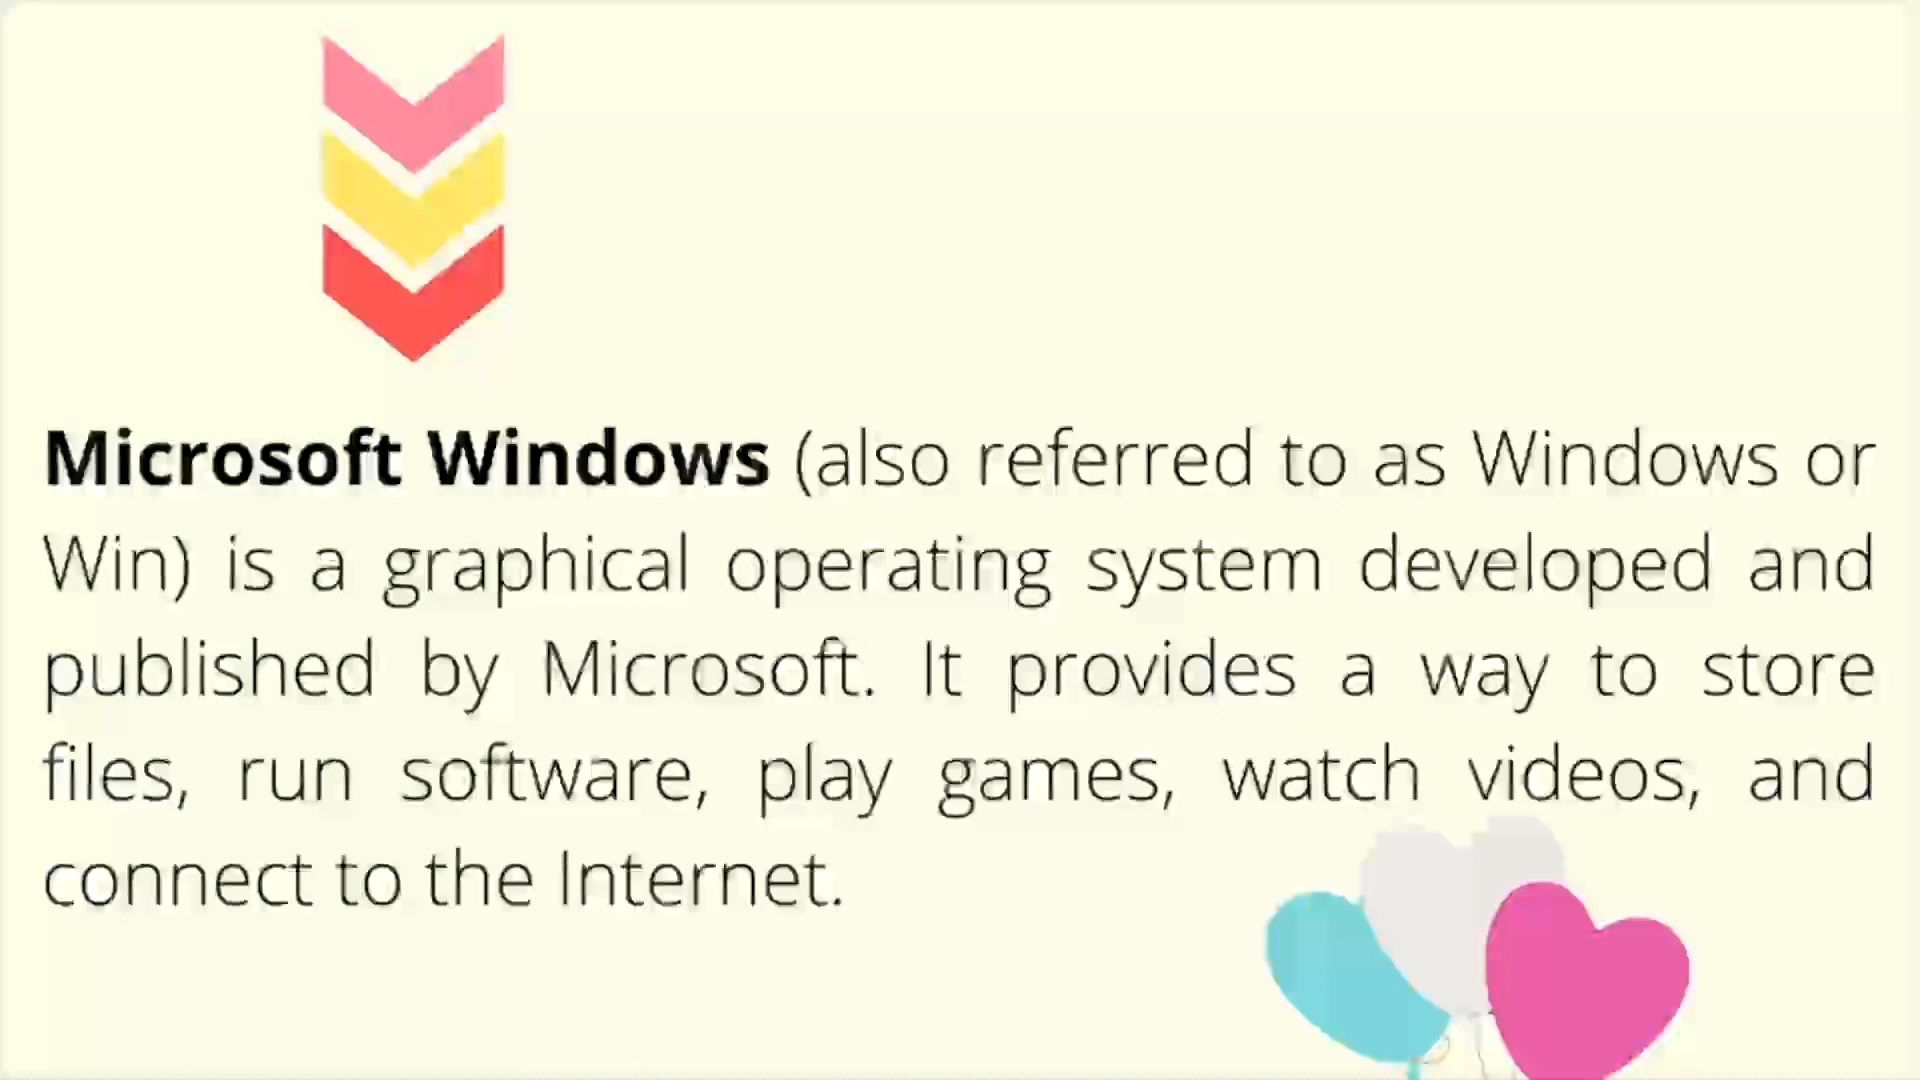 Microsoft Windows (also referred to as Windows or
Win) is a graphical operating system developed and
published by Microsoft. It provides a way to store
files, run software, play games, watch videos, and
connect to the Internet.